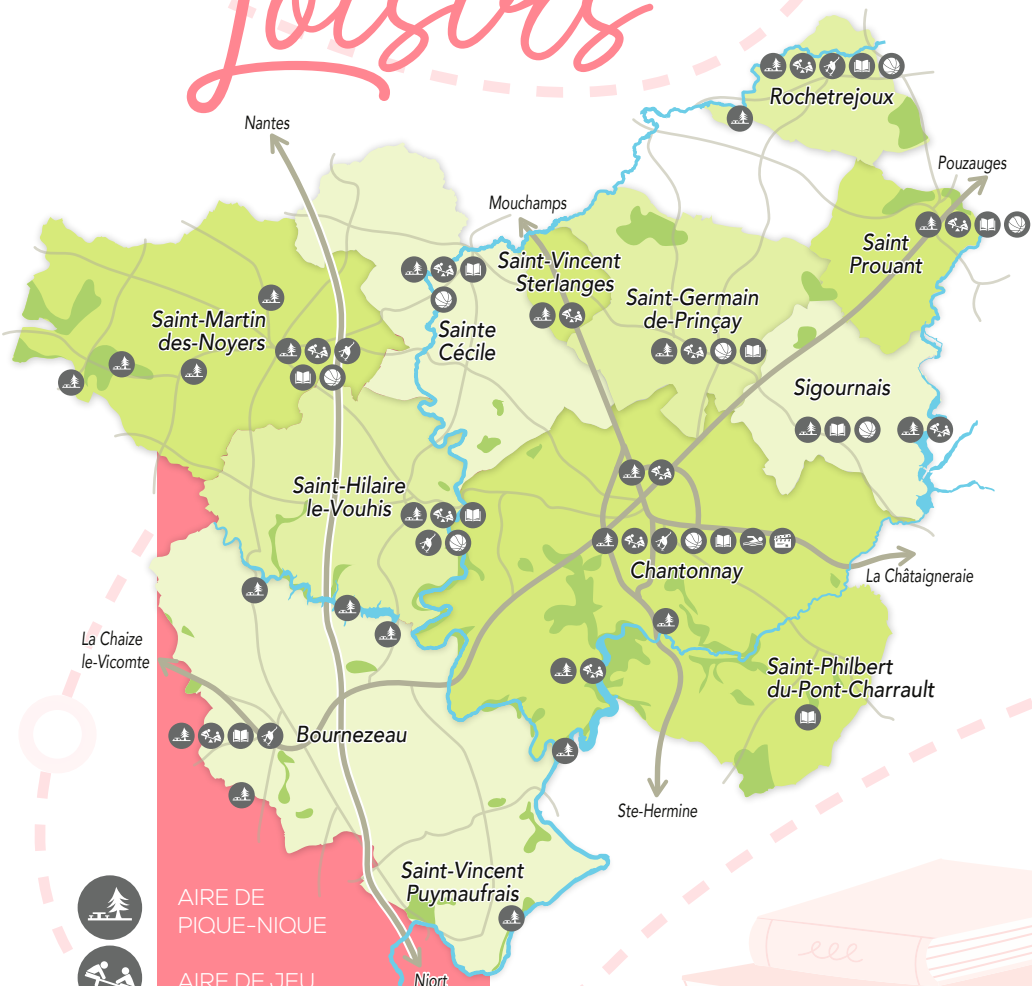 Loisirs
Rochetrejoux
Nantes
Pouzauges
Mouchamps
Saint
Prouant
Saint-Vincent
Sterlanges
Saint-Germain
de-Prinçay
Saint-Martin
des-Noyers
Sainte
Cécile
Sigournais
Saint-Hilaire
le-Vouhis
Chantonnay
La Châtaigneraie
La Chaize
le-Vicomte
Saint-Philbert
du-Pont-Charrault
Bournezeau
Ste-Hermine
Saint-Vincent
Puymaufrais
AIRE DE
PIQUE-NIQUE
AIRE DE JEU
Niort